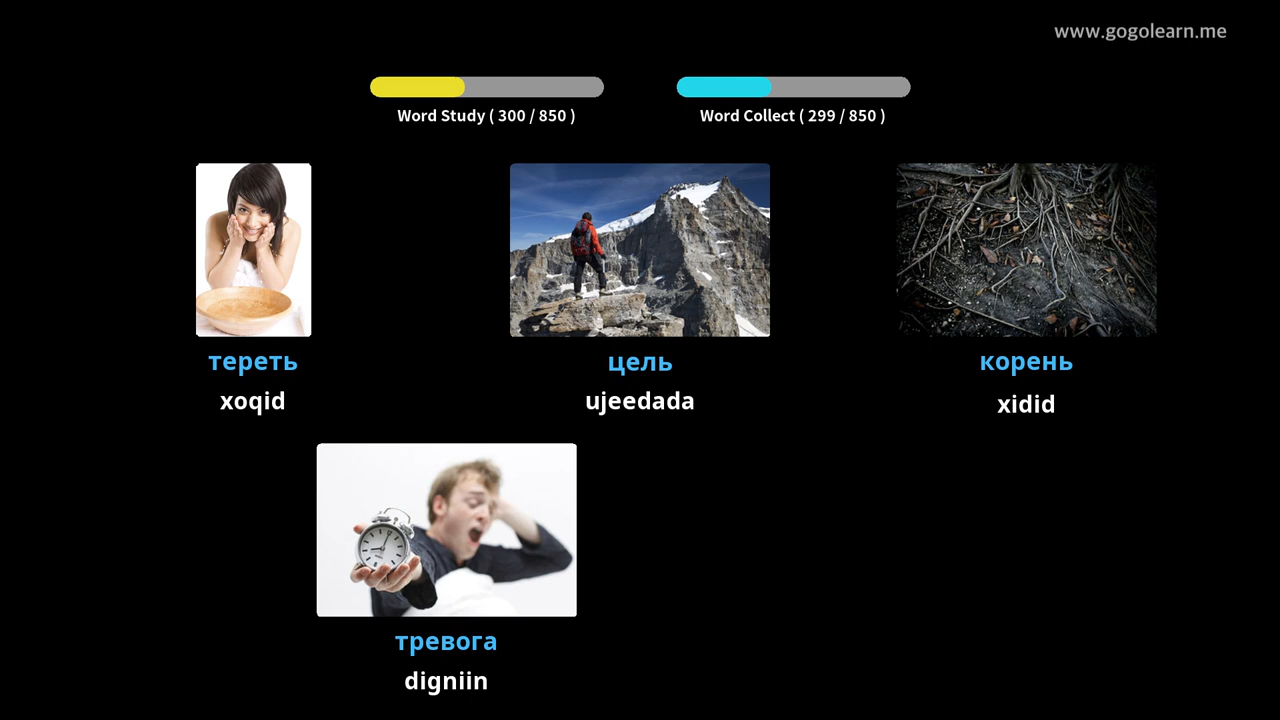 www.gogolearn.me
Word Study ( 300 / 850 )
Word Collect ( 299 / 850 )
тереть
xoqid
цель
ujeedada
корень
xidid
тревога
digniin